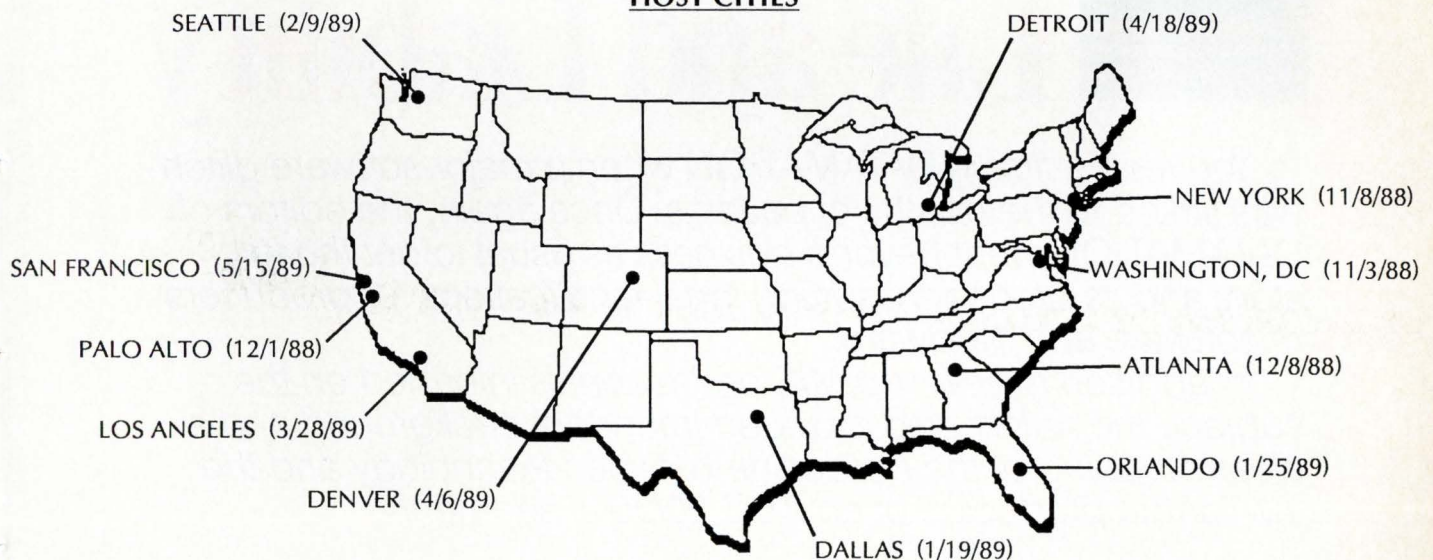 HOST CITIES
SEATTLE (2/9/89)
DETROIT (4/18/89)
NEW YORK (11/8/88)
SAN FRANCISCO (5/15/89)
WASHINGTON, DC (11/3/88)
PALO ALTO (12/1/88)
ATLANTA (12/8/88)
LOS ANGELES (3/28/89)
ORLANDO (1/25/89)
DENVER (4/6/89)
DALLAS (1/19/89)